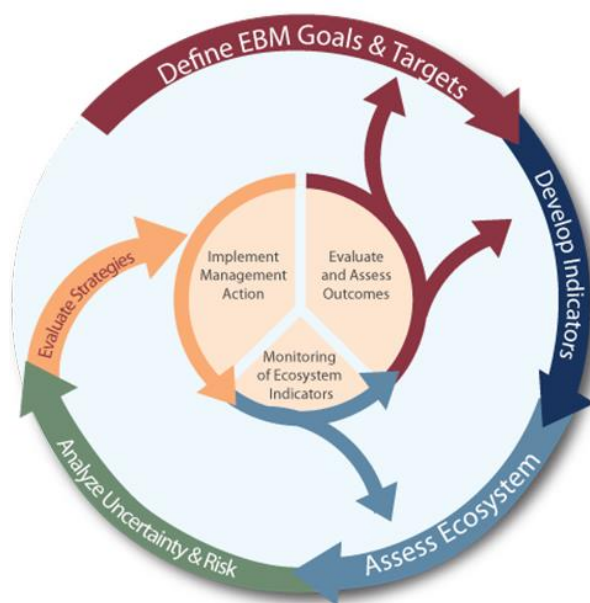 Define EBM Goals & Targets
Develop Indicators
Assess Ecosystem
Analyze Uncertainty & Risk
Evaluate Strategies
Implement
Management
Action
Evaluate
and Assess
Outcomes
Monitoring
of Ecosystem
Indicators